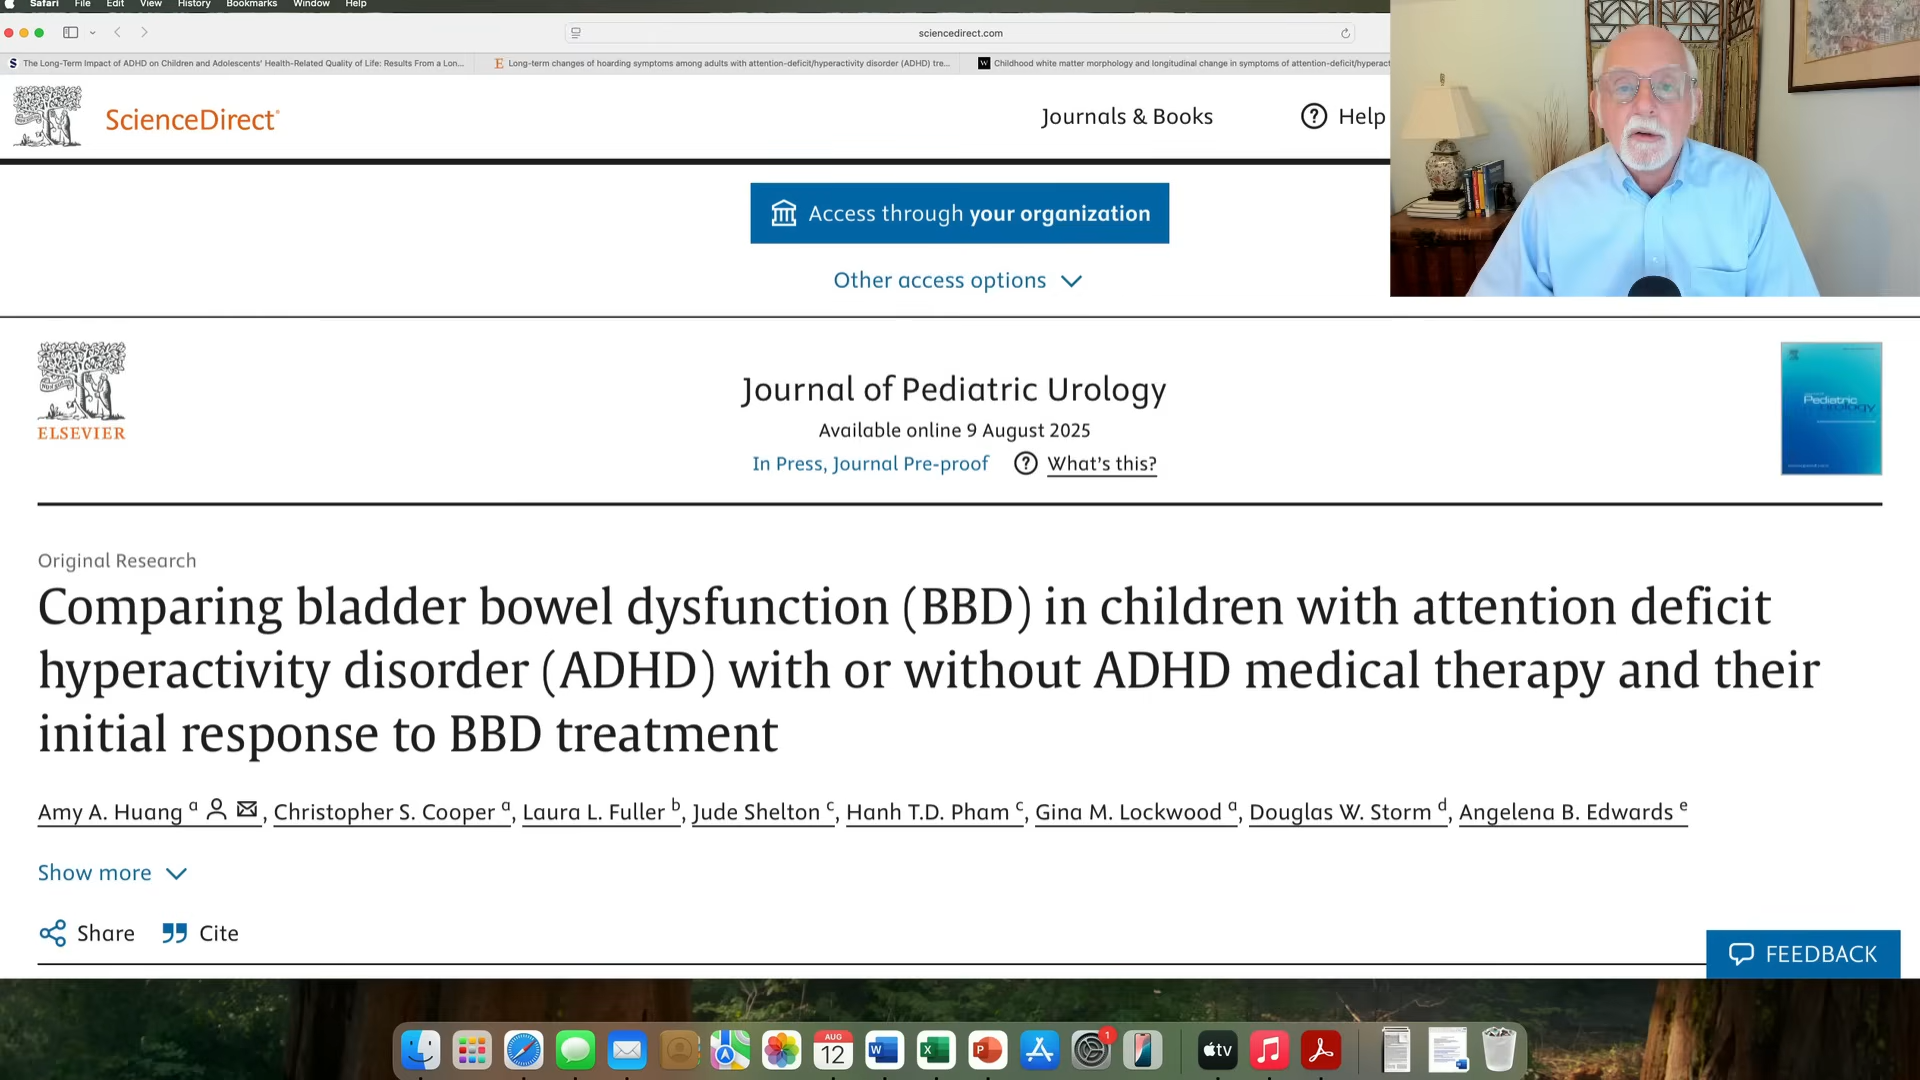 Safari File Edit View History Bookmarks Window Help
sciencedirect.com
S The Long-Term Impact of ADHD on Children and Adolescents' Health-Related Quality of Life: Results From a Lon...
E Long-term changes of hoarding symptoms among adults with attention-deficit/hyperactivity disorder (ADHD) tre...
W Childhood white matter morphology and longitudinal change in symptoms of attention-deficit/hyperact
ScienceDirect
Journals & Books
? Help
Access through your organization
Other access options
ELSEVIER
Journal of Pediatric Urology
Available online 9 August 2025
In Press, Journal Pre-proof ? What's this?
Pediatric
Urology
Original Research
Comparing bladder bowel dysfunction (BBD) in children with attention deficit
hyperactivity disorder (ADHD) with or without ADHD medical therapy and their
initial response to BBD treatment
Amy A. Huang a, Christopher S. Cooper a, Laura L. Fuller b, Jude Shelton c, Hanh T.D. Pham c, Gina M. Lockwood a, Douglas W. Storm d, Angelena B. Edwards e
Show more
Share Cite
FEEDBACK
AUG
12
W
X
P
1
tv